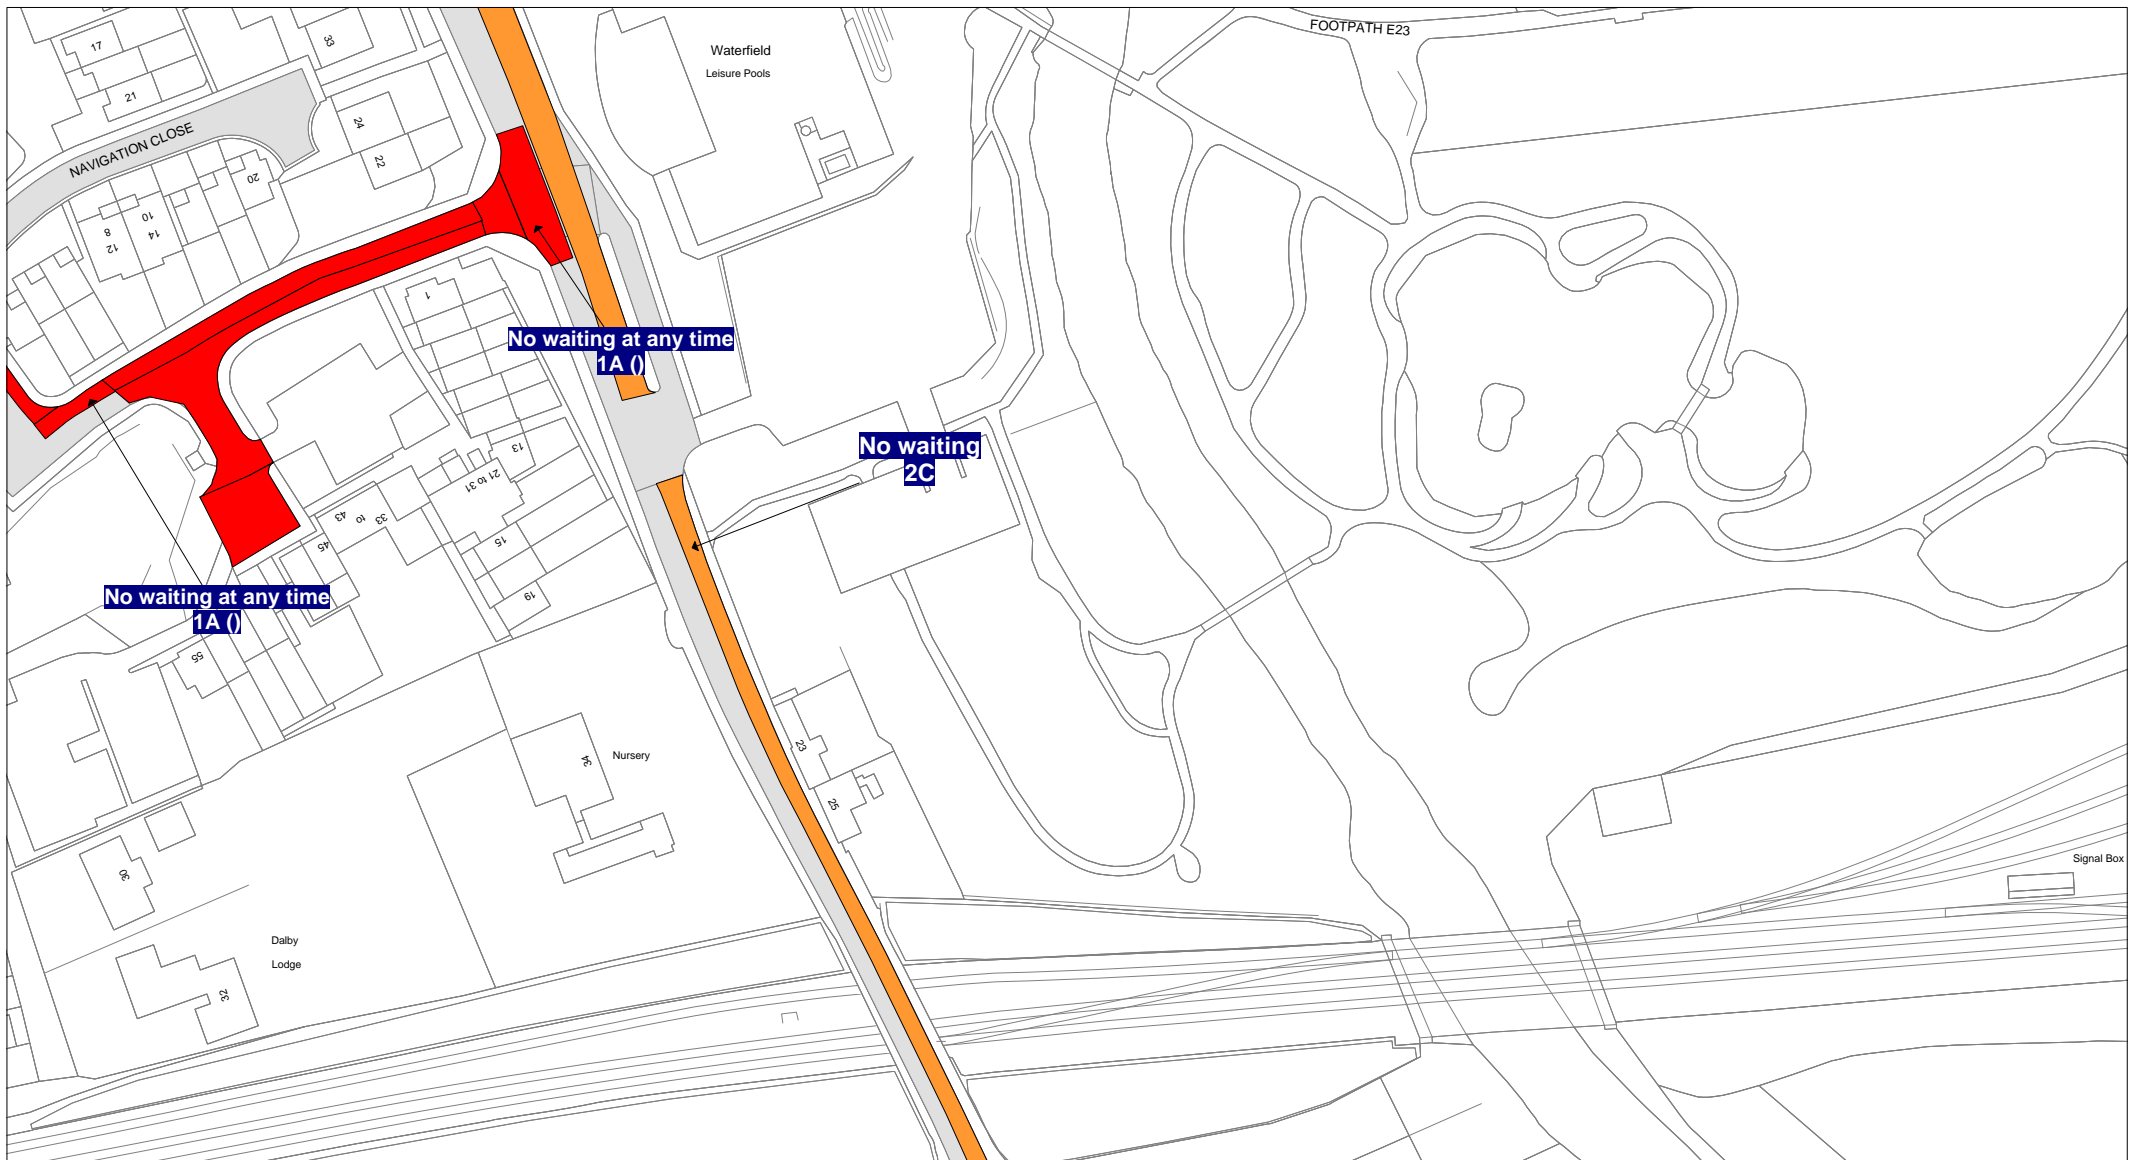 FOOTPATH E23
17
33
Waterfield
Leisure Pools
21
24
NAVIGATION CLOSE
22
20
10
8
14
12
1
No waiting at any time
1A ()
No waiting
2C
13
21 to 31
33
to
43
45
15
19
No waiting at any time
1A ()
55
23
34
Nursery
25
30
Signal Box
Dalby
Lodge
32